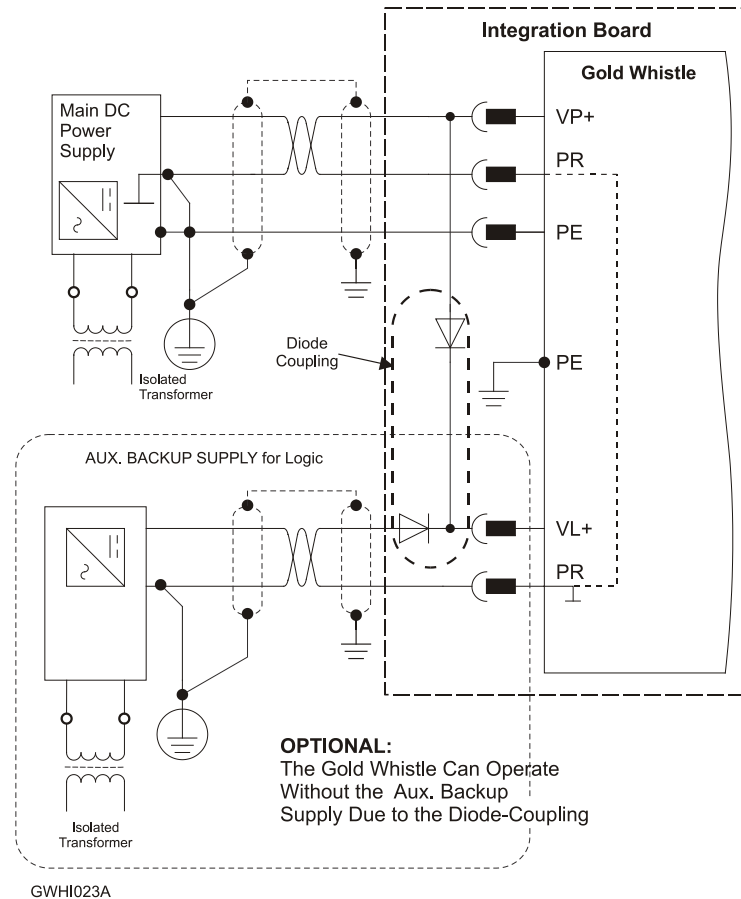 Integration Board
Gold Whistle
Main DC
Power
Supply
VP+
PR
PE
Diode
Coupling
PE
Isolated
Transformer
AUX. BACKUP SUPPLY for Logic
VL+
PR
OPTIONAL:
The Gold Whistle Can Operate
Without the Aux. Backup
Supply Due to the Diode-Coupling
Isolated
Transformer
GWHI023A